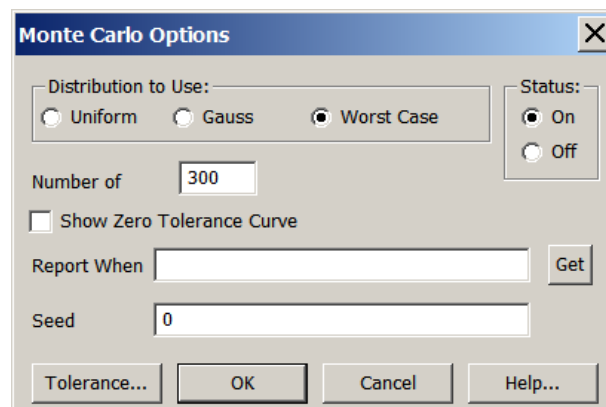 Monte Carlo Options
Distribution to Use:
Uniform Gauss Worst Case
Status:
On
Off
Number of 300
Show Zero Tolerance Curve
Report When Get
Seed 0
Tolerance... OK Cancel Help...